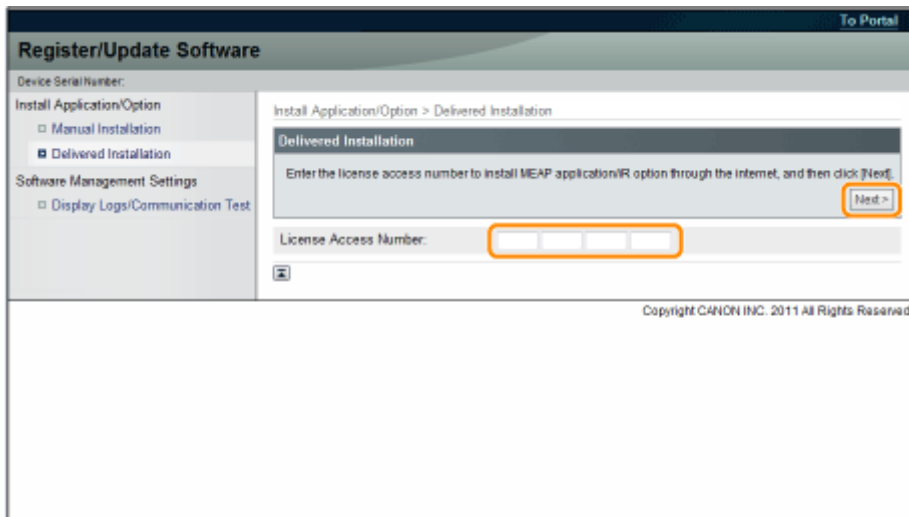 To Portal
Register/Update Software
Device Serial Number:
Install Application/Option
Manual Installation
Delivered Installation
Software Management Settings
Display Logs/Communication Test
Install Application/Option > Delivered Installation
Delivered Installation
Enter the license access number to install MEAP application/iR option through the internet, and then click [Next].
Next >
License Access Number:
Copyright CANON INC. 2011 All Rights Reserved